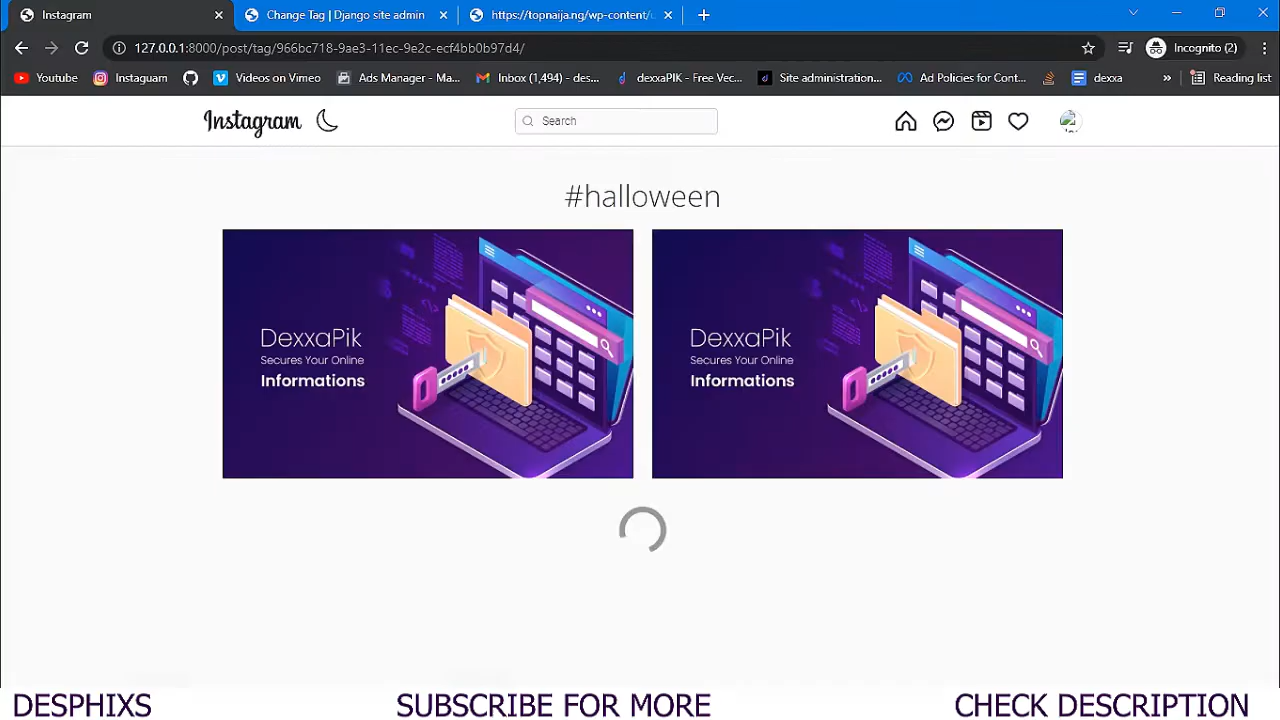 Instagram
Change Tag | Django site admin
https://topnaija.ng/wp-content/u
127.0.0.1:8000/post/tag/966bc718-9ae3-11ec-9e2c-ecf4bb0b97d4/
Incognito (2)
Youtube
Instaguam
Videos on Vimeo
Ads Manager - Ma...
Inbox (1,494) - des...
dexxaPIK - Free Vec...
Site administration...
Ad Policies for Cont...
dexxa
»
Reading list
Instagram
Search
#halloween
DexxaPik
Secures Your Online
Informations
DexxaPik
Secures Your Online
Informations
DESPHIXS
SUBSCRIBE FOR MORE
CHECK DESCRIPTION